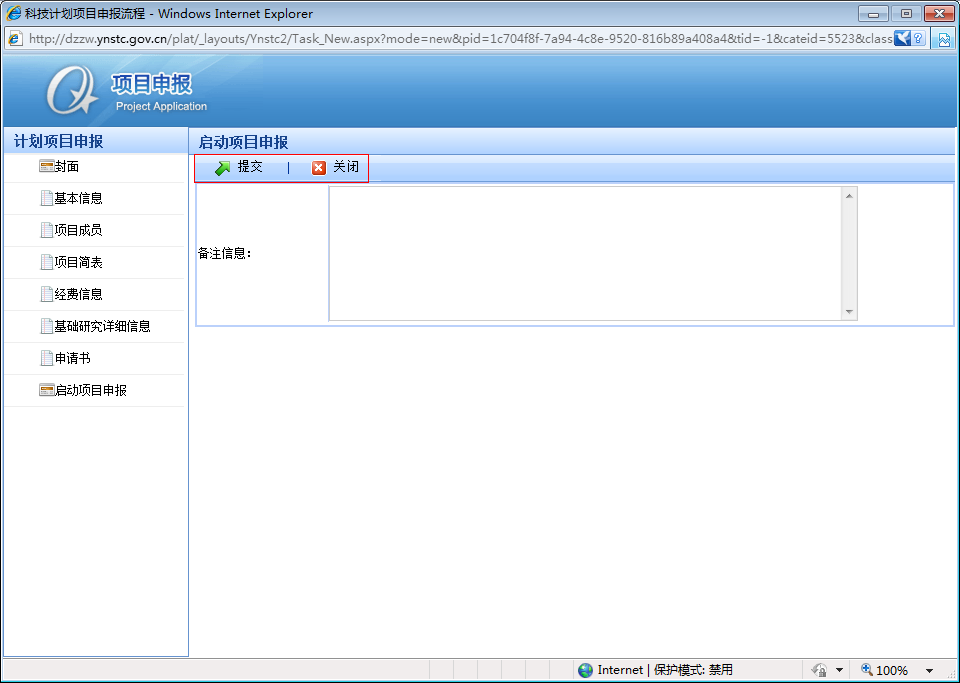 科技计划项目申报流程 - Windows Internet Explorer
http://dzzw.ynstc.gov.cn/plat/_layouts/Ynstc2/Task_New.aspx?mode=new&pid=1c704f8f-7a94-4c8e-9520-816b89a408a4&tid=-1&cateid=5523&class
项目申报
Project Application
计划项目申报
封面
基本信息
项目成员
项目简表
经费信息
基础研究详细信息
申请书
启动项目申报
启动项目申报
提交 | 关闭
备注信息:
Internet | 保护模式: 禁用
100%